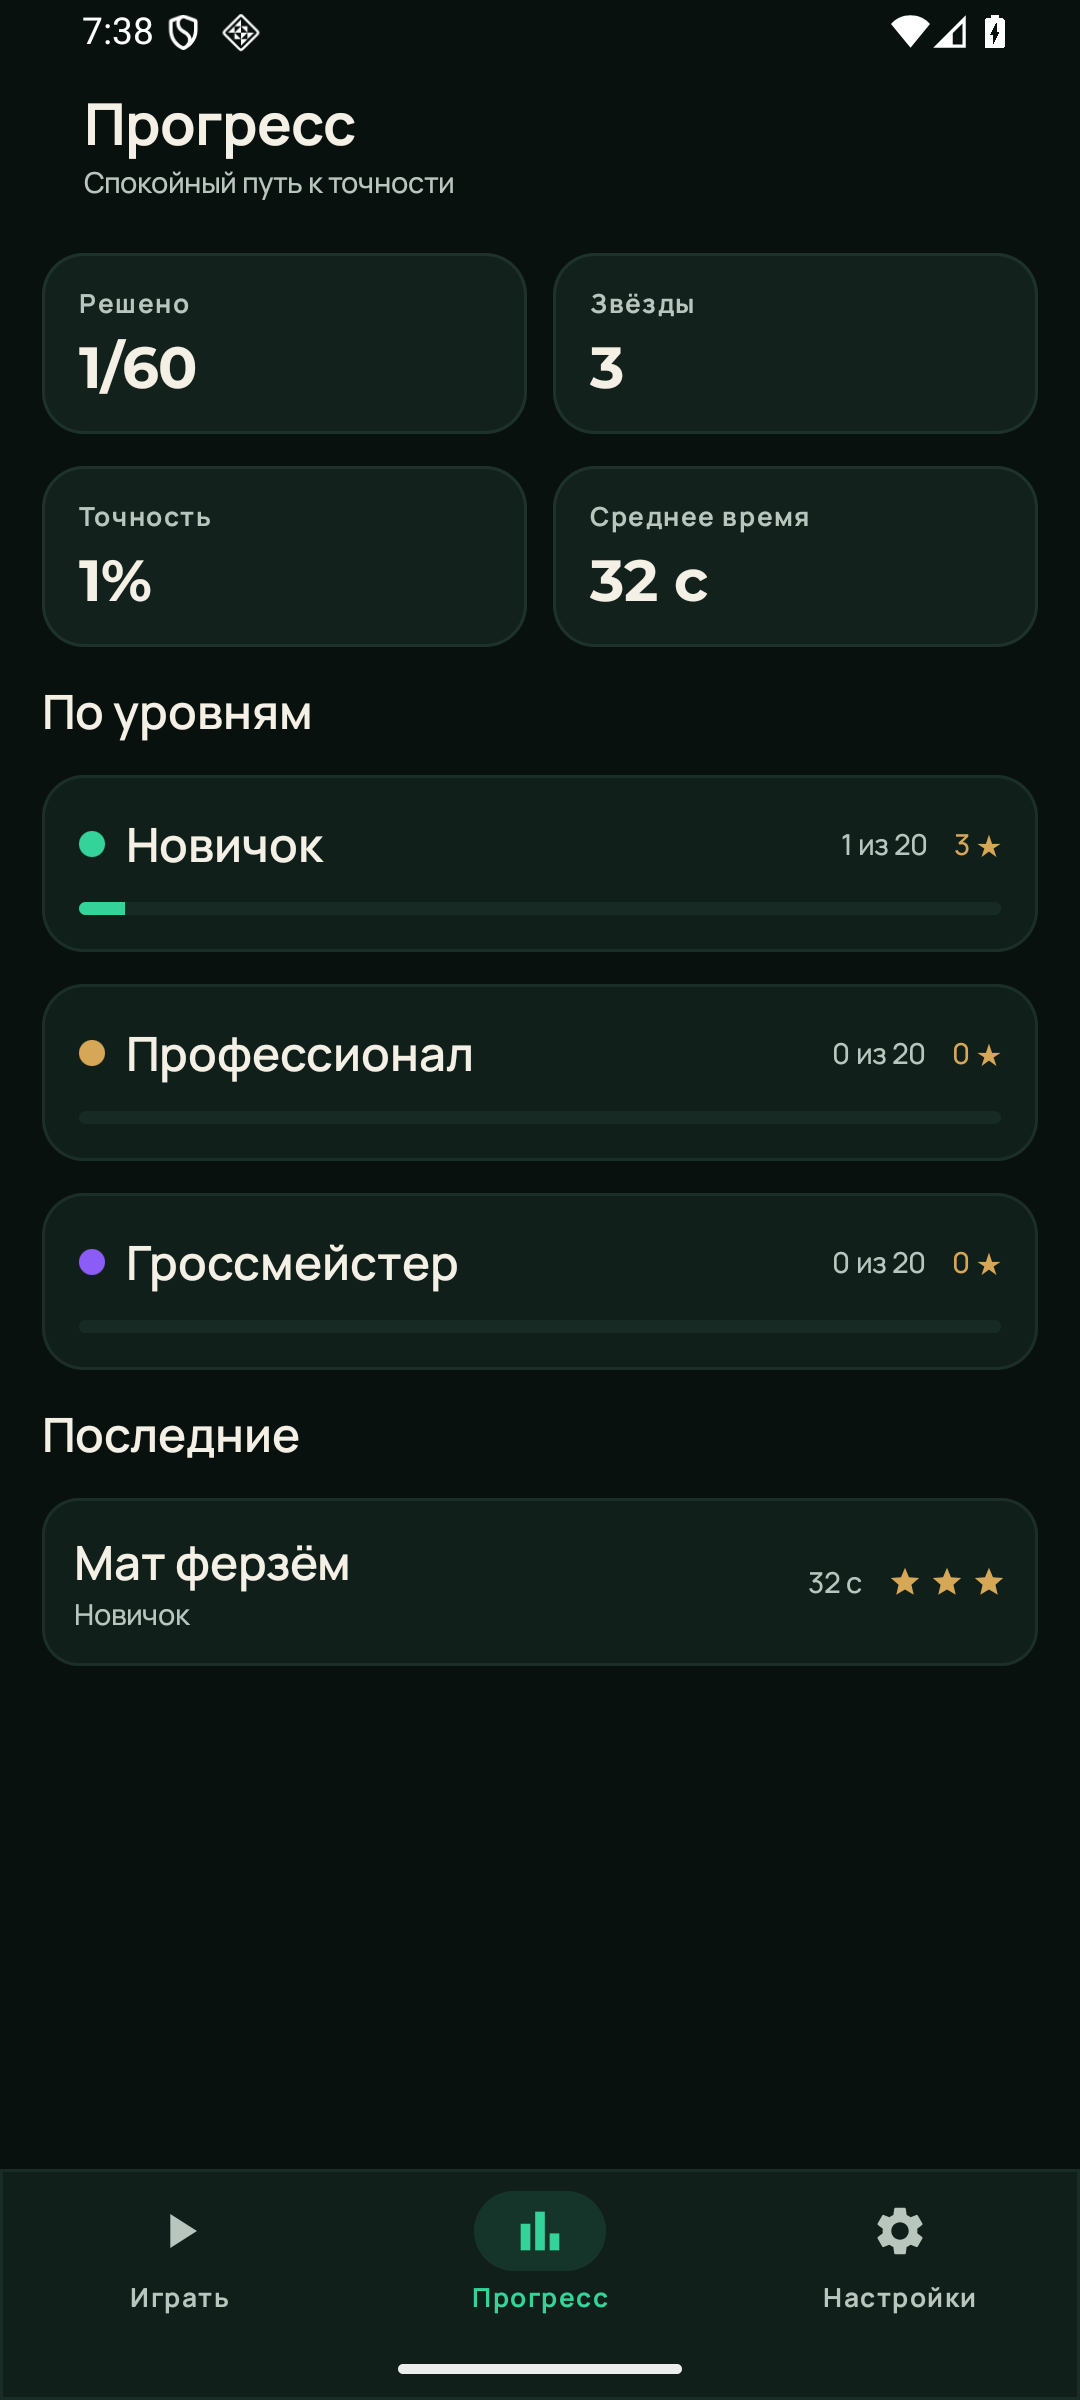 7:38
Прогресс
Спокойный путь к точности
Решено
1/60
Звёзды
3
Точность
1%
Среднее время
32 с
По уровням
Новичок
1 из 20 3 ★
Профессионал
0 из 20 0 ★
Гроссмейстер
0 из 20 0 ★
Последние
Мат ферзём
Новичок
32 с ★ ★ ★
Играть
Прогресс
Настройки